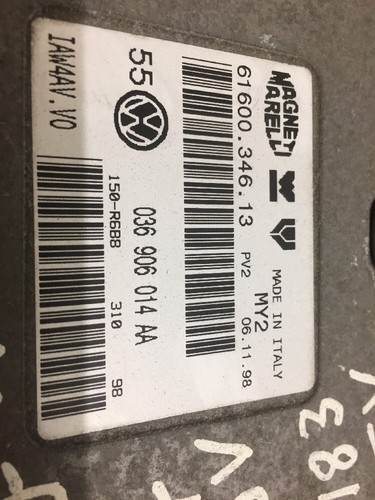 MAGNETI
MARELLI
MADE IN ITALY
MY2
61600.346.13 PV2 06.11.98
55
036 906 014 AA
150-R6B8 310 98
IAW4AV.V0